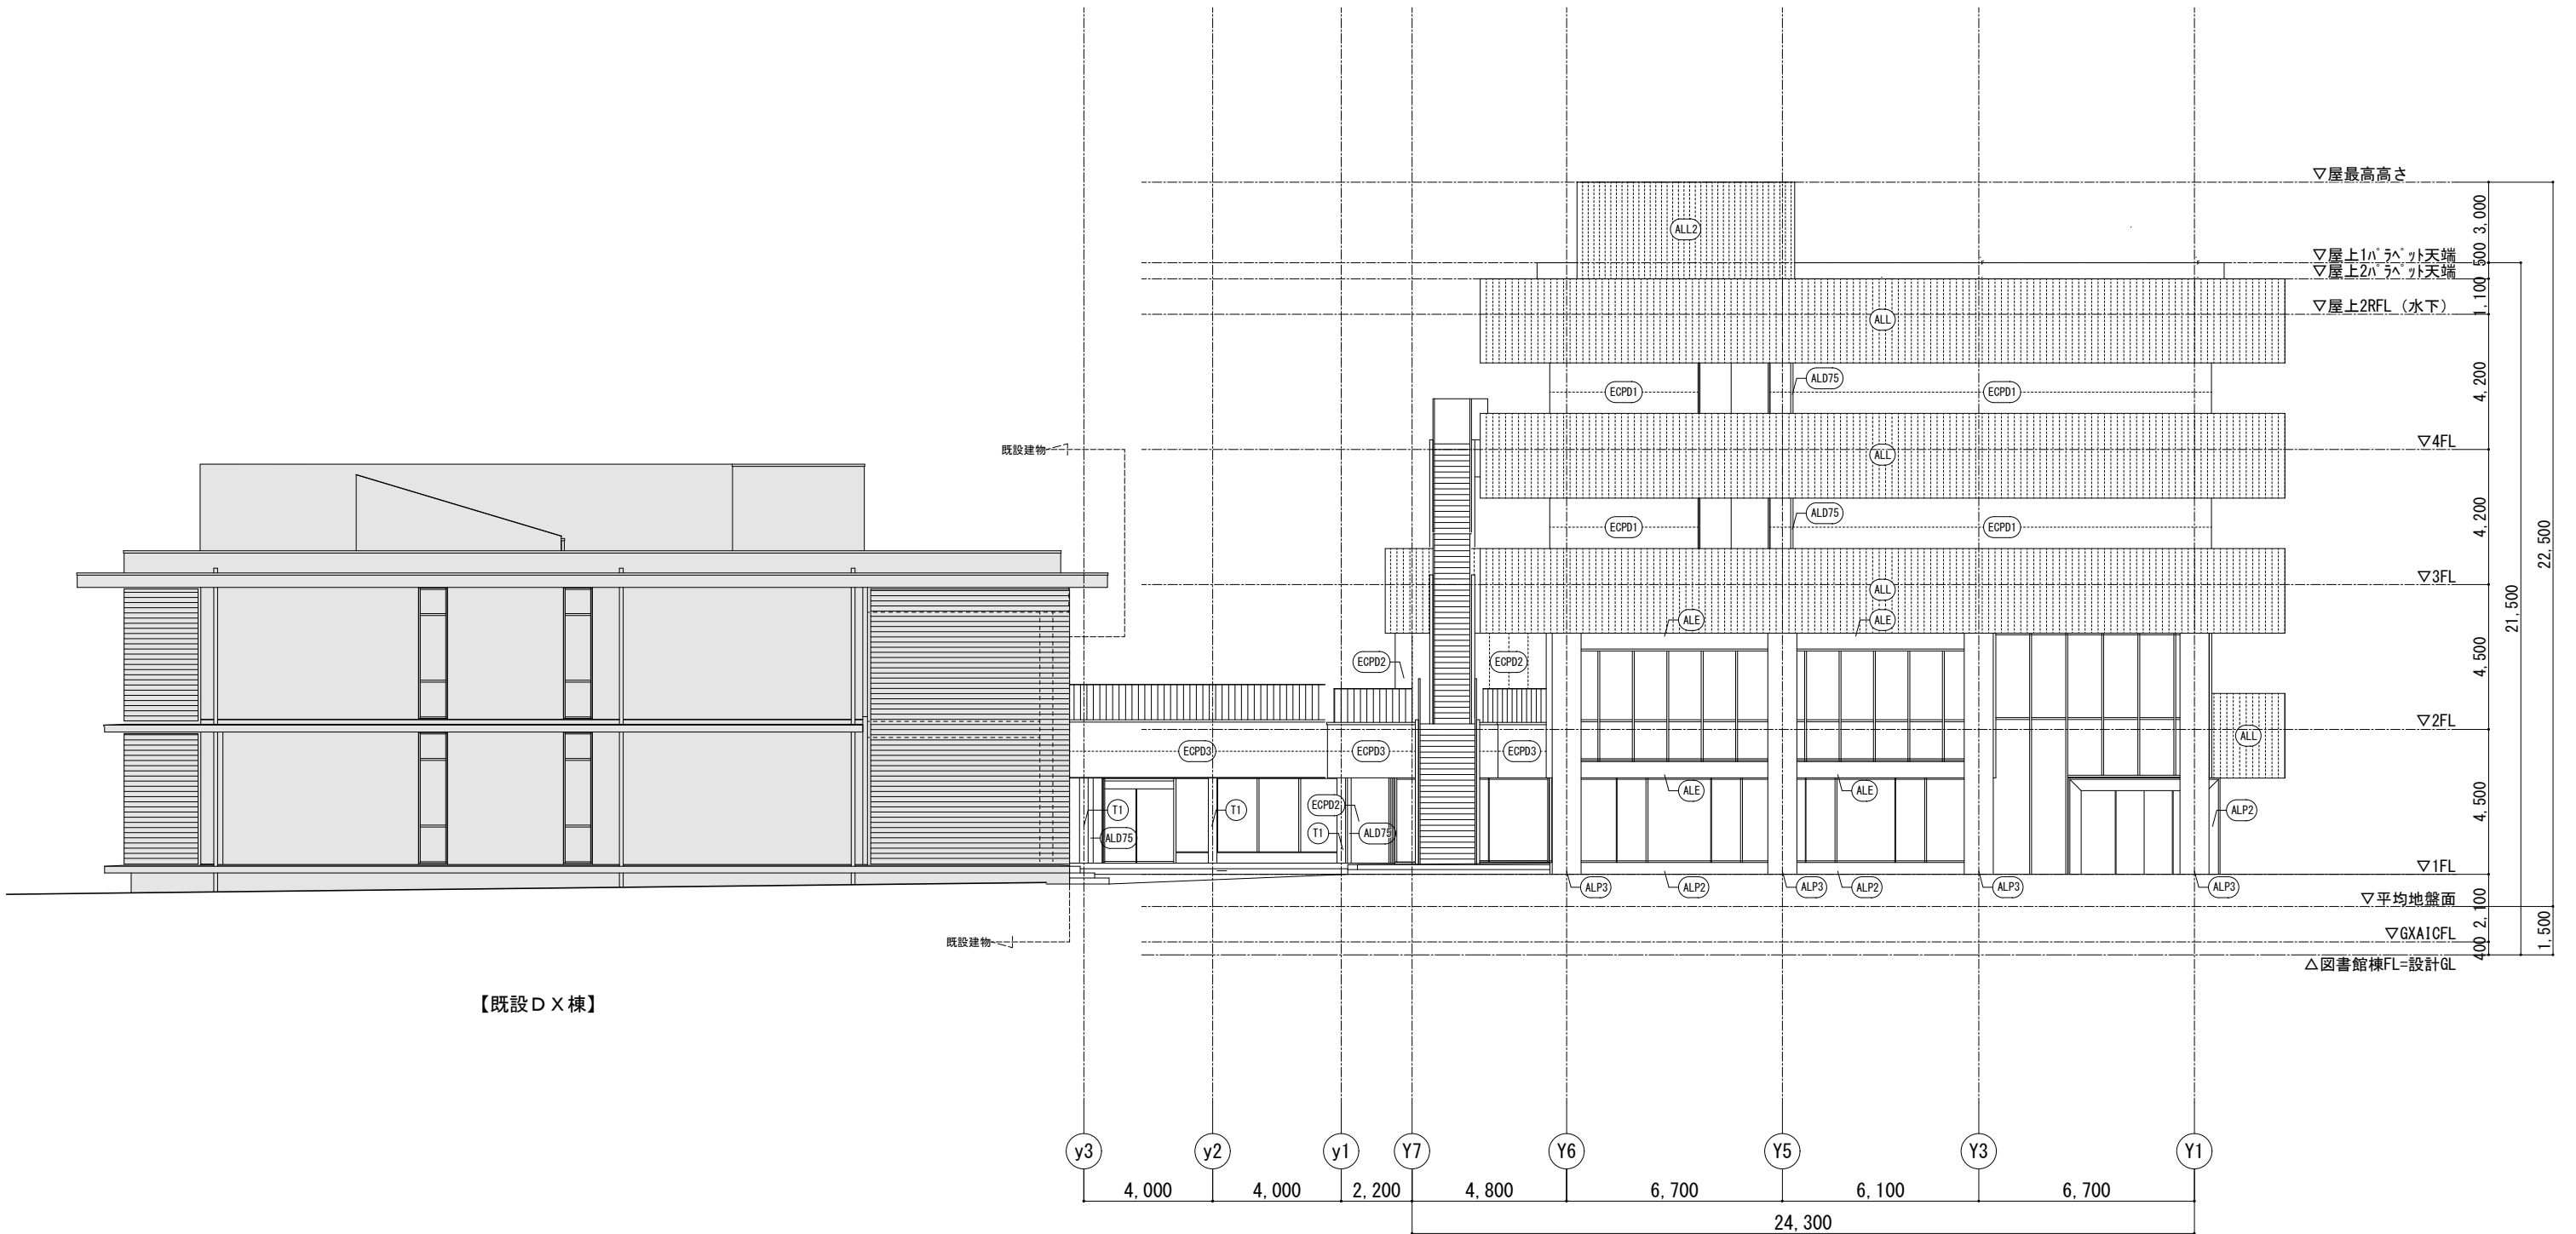 ▽屋最高高さ
3,000
ALL2
▽屋上1ﾊﾟﾗﾍﾟｯﾄ天端
500
▽屋上2ﾊﾟﾗﾍﾟｯﾄ天端
1,100
▽屋上2RFL（水下）
ALL
ECPD1
ALD75
ECPD1
4,200
既設建物
▽4FL
ALL
ECPD1
ALD75
ECPD1
4,200
22,500
▽3FL
ALL
21,500
ALE
ALE
ECPD2
ECPD2
4,500
▽2FL
ALL
ECPD3
ECPD3
ECPD3
ALE
ALE
T1
T1
ECPD2
ALP2
4,500
ALD75
T1
ALD75
▽1FL
ALP3
ALP2
ALP3
ALP2
ALP3
ALP3
▽平均地盤面
2,100
既設建物
▽GXAICFL
1,500
400
△図書館棟FL=設計GL
【既設ＤＸ棟】
y3
y2
y1
Y7
Y6
Y5
Y3
Y1
4,000
4,000
2,200
4,800
6,700
6,100
6,700
24,300